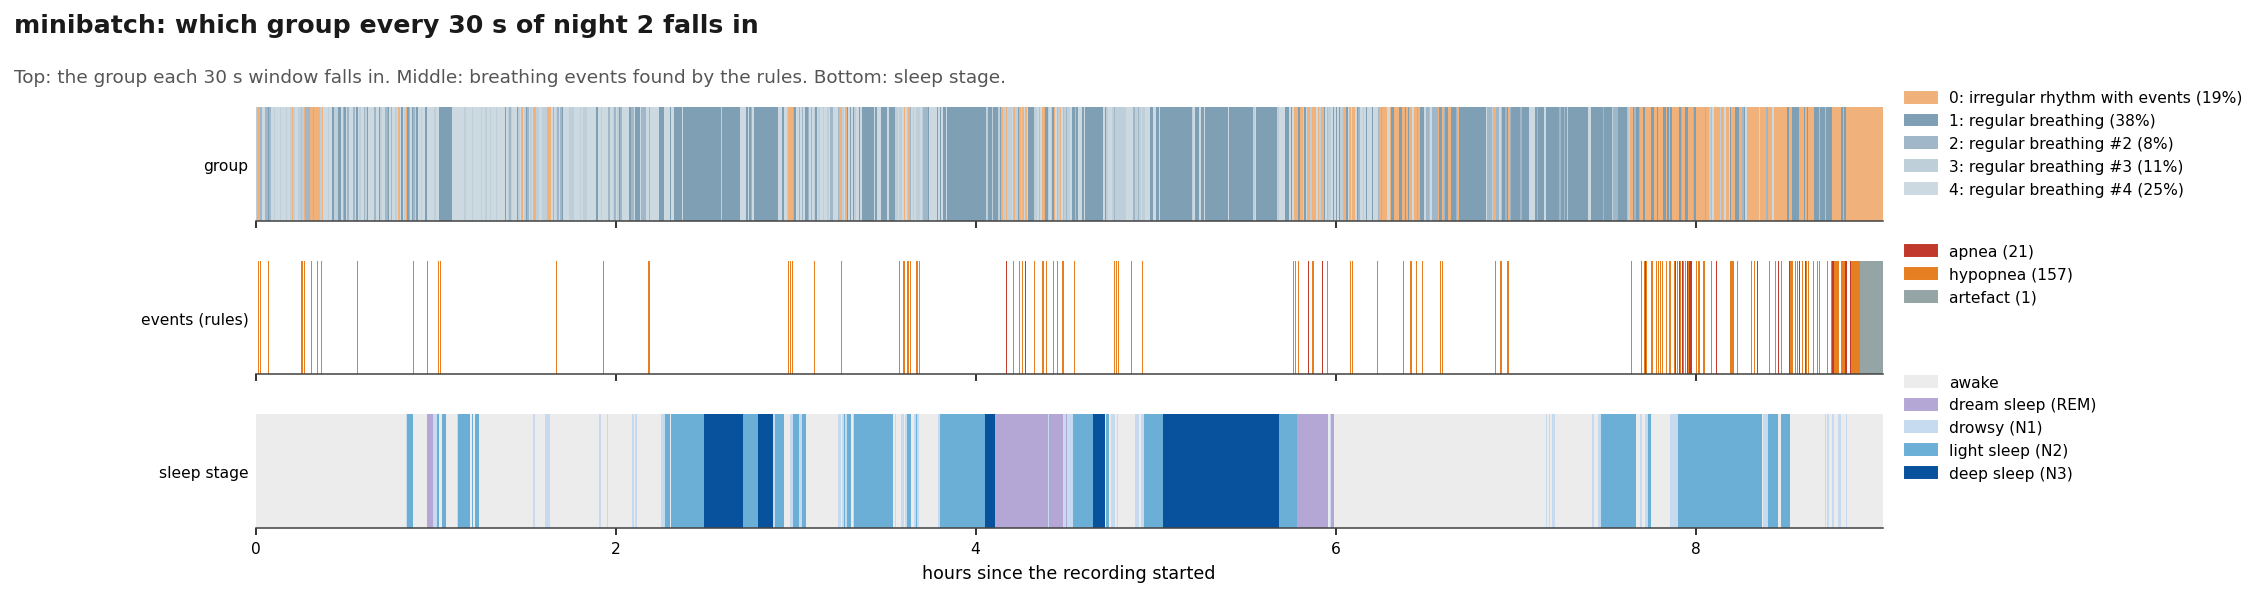 minibatch: which group every 30 s of night 2 falls in
Top: the group each 30 s window falls in. Middle: breathing events found by the rules. Bottom: sleep stage.
group
0: irregular rhythm with events (19%)
1: regular breathing (38%)
2: regular breathing #2 (8%)
3: regular breathing #3 (11%)
4: regular breathing #4 (25%)
events (rules)
apnea (21)
hypopnea (157)
artefact (1)
sleep stage
awake
dream sleep (REM)
drowsy (N1)
light sleep (N2)
deep sleep (N3)
0 2 4 6 8
hours since the recording started